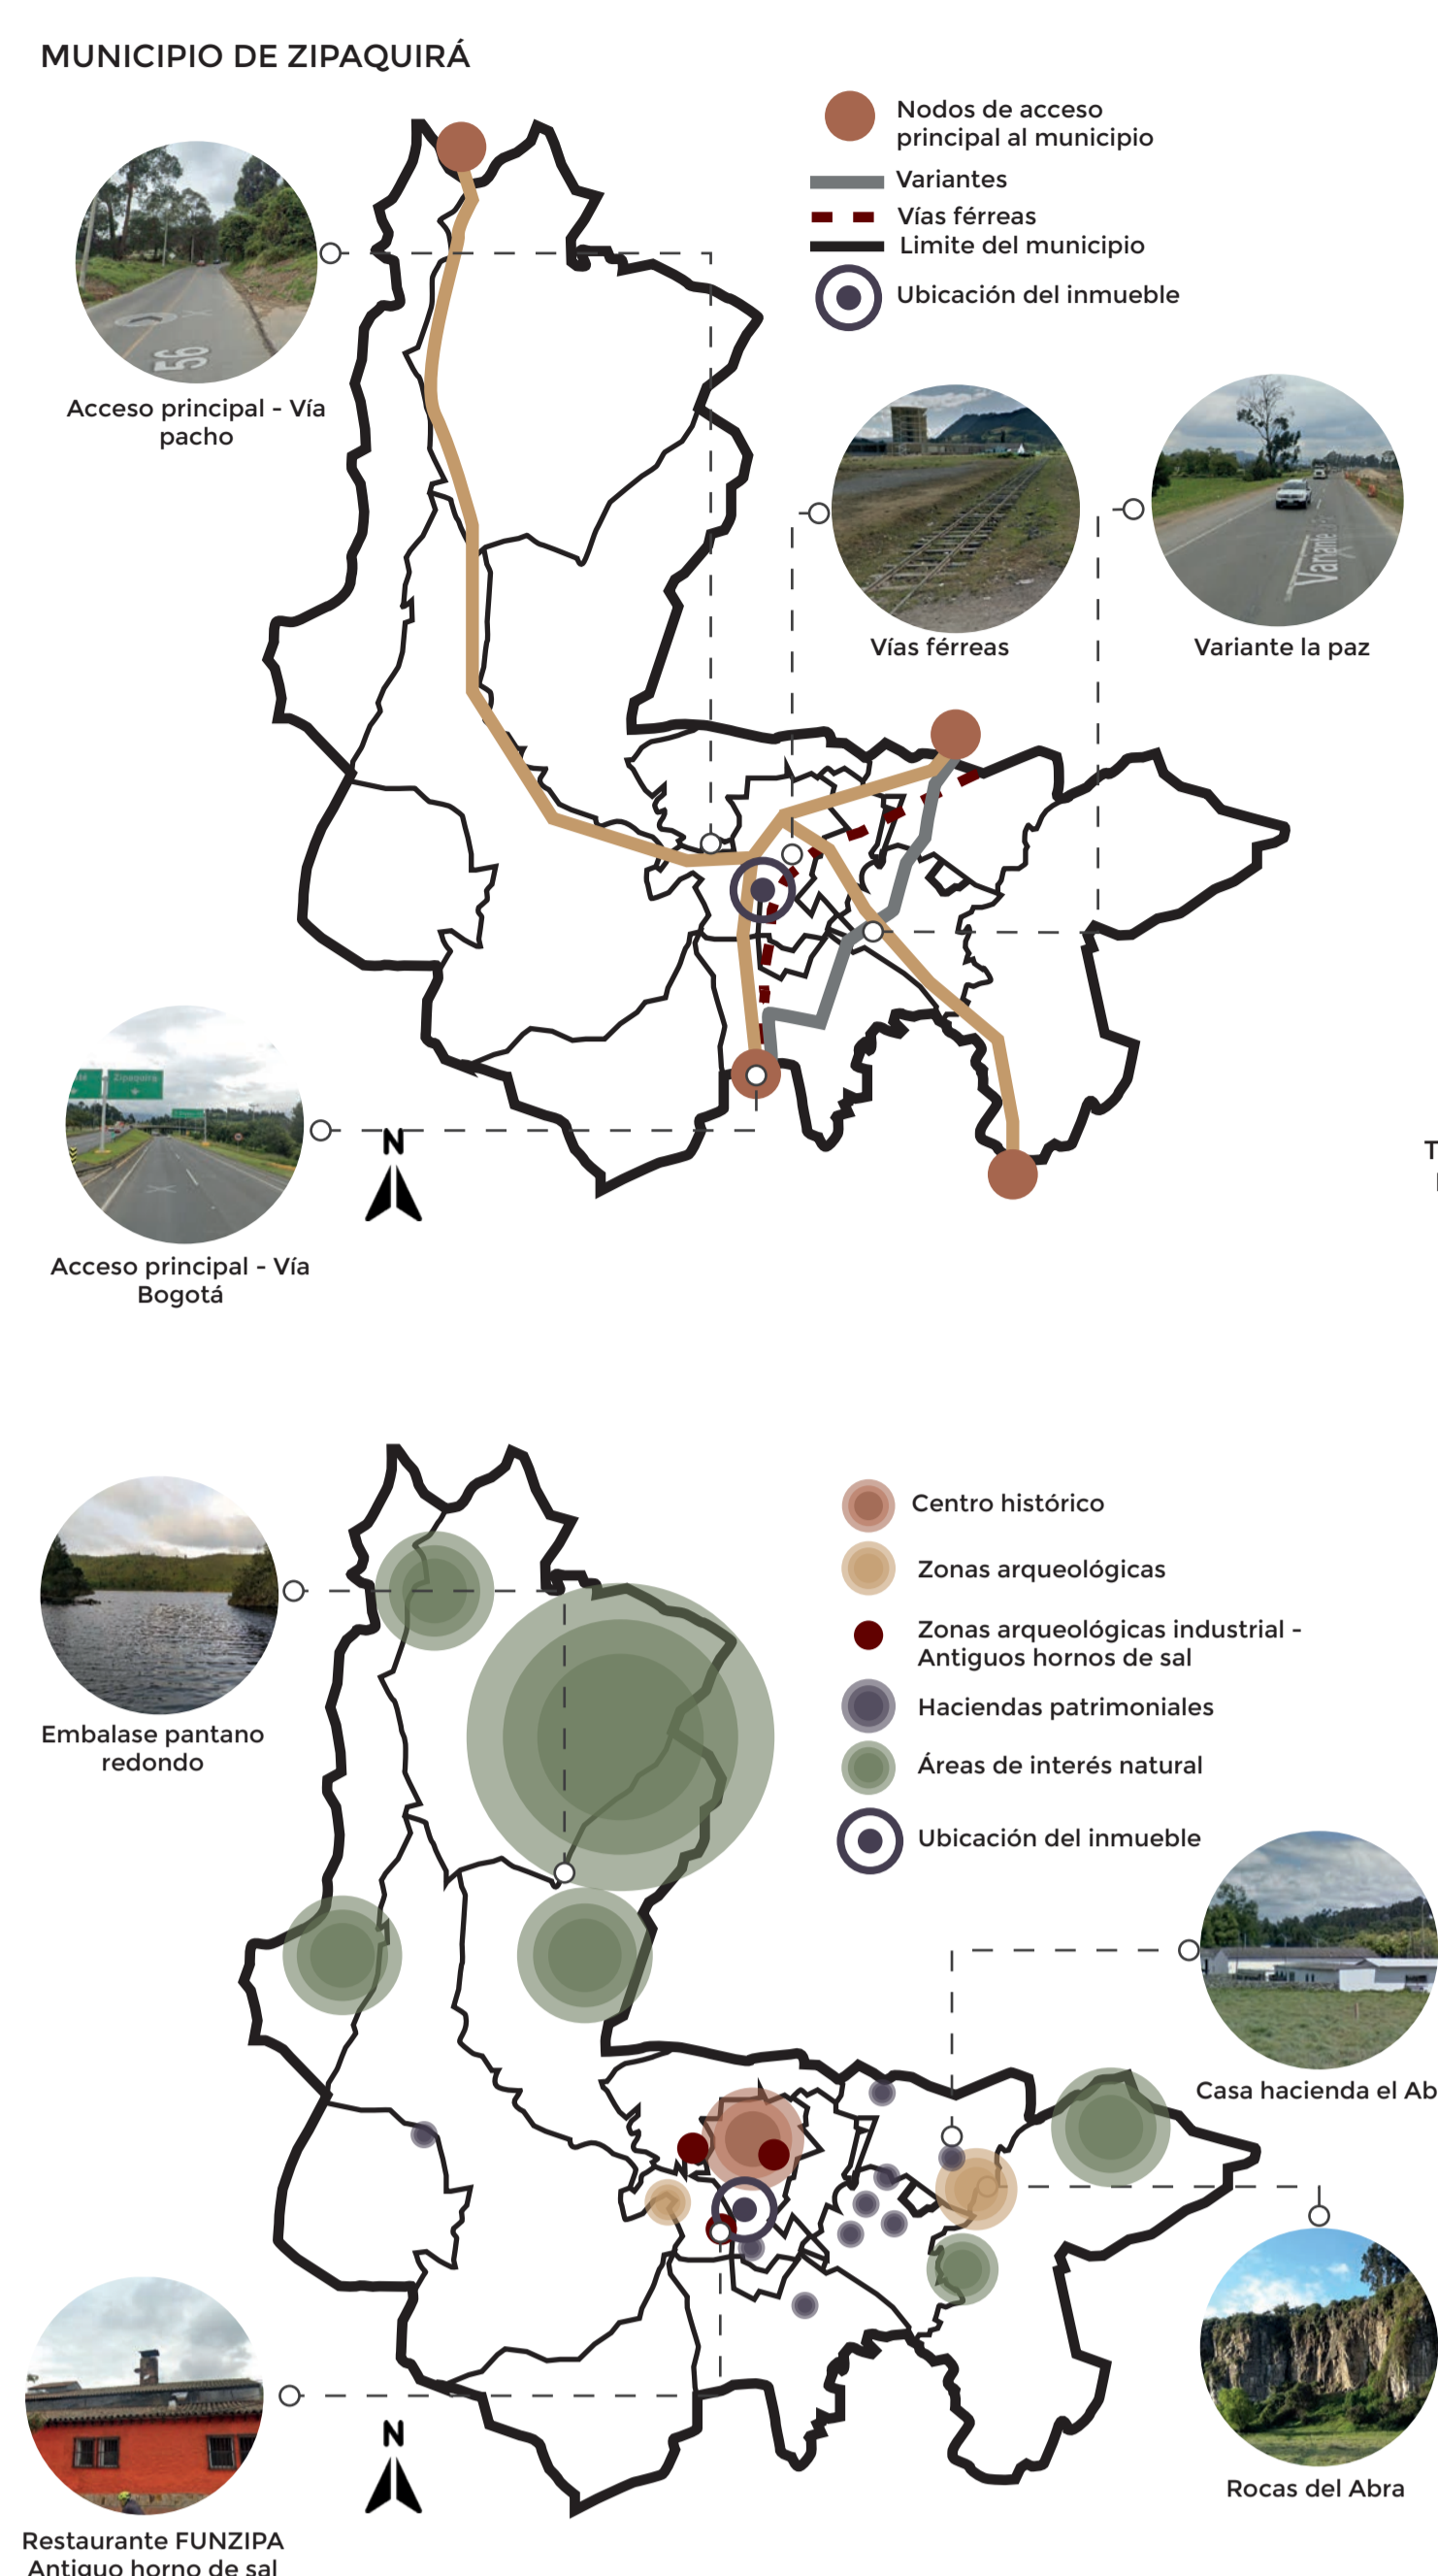 MUNICIPIO DE ZIPAQUIRÁ
Nodos de acceso
principal al municipio
Variantes
Vías férreas
Limite del municipio
Ubicación del inmueble
56
Acceso principal - Vía
pacho
Vías férreas
Variante
Variante la paz
Zipaquirá
N
Acceso principal - Vía
Bogotá
T
Centro histórico
Zonas arqueológicas
Zonas arqueológicas industrial -
Antiguos hornos de sal
Haciendas patrimoniales
Áreas de interés natural
Ubicación del inmueble
Embalase pantano
redondo
Casa hacienda el Ab
N
Rocas del Abra
Restaurante FUNZIPA
Antiguo horno de sal